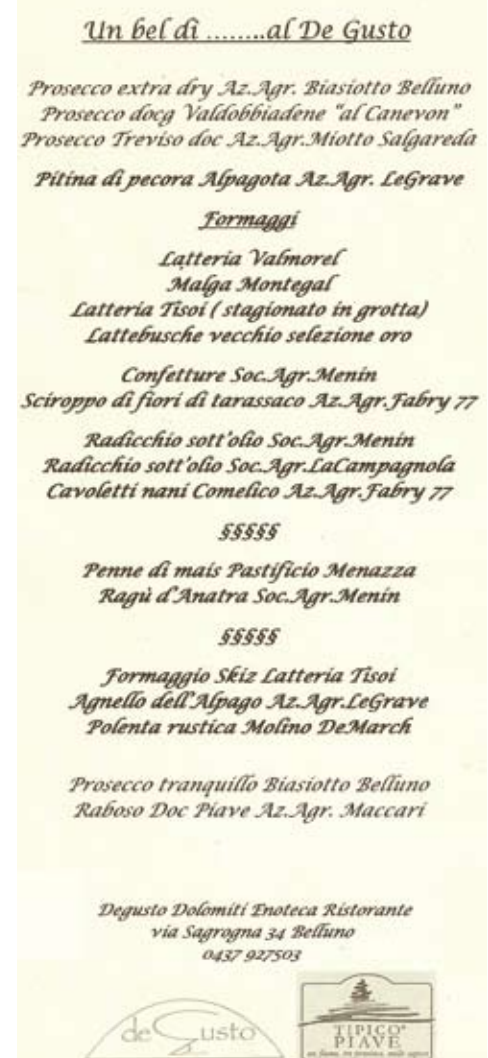 Un bel dì ........al De Gusto
Prosecco extra dry Az.Agr. Biasiotto Belluno
Prosecco docg Valdobbiadene "al Canevon"
Prosecco Treviso doc Az.Agr.Miotto Salgareda
Pitina di pecora Alpagota Az.Agr. LeGrave
Formaggi
Latteria Valmorel
Malga Montegal
Latteria Tisoi ( stagionato in grotta)
Lattebusche vecchio selezione oro
Confetture Soc.Agr.Menin
Sciroppo di fiori di tarassaco Az.Agr.Fabry 77
Radicchio sott'olio Soc.Agr.Menin
Radicchio sott'olio Soc.Agr.LaCampagnola
Cavoletti nani Comelico Az.Agr.Fabry 77
§§§§§
Penne di mais Pastificio Menazza
Ragù d'Anatra Soc.Agr.Menin
§§§§§
Formaggio Skiz Latteria Tisoi
Agnello dell'Alpago Az.Agr.LeGrave
Polenta rustica Molino DeMarch
Prosecco tranquillo Biasiotto Belluno
Raboso Doc Piave Az.Agr. Maccari
Degusto Dolomiti Enoteca Ristorante
via Sagrogna 34 Belluno
0437 927503
deGusto
TIPICO
PIAVE